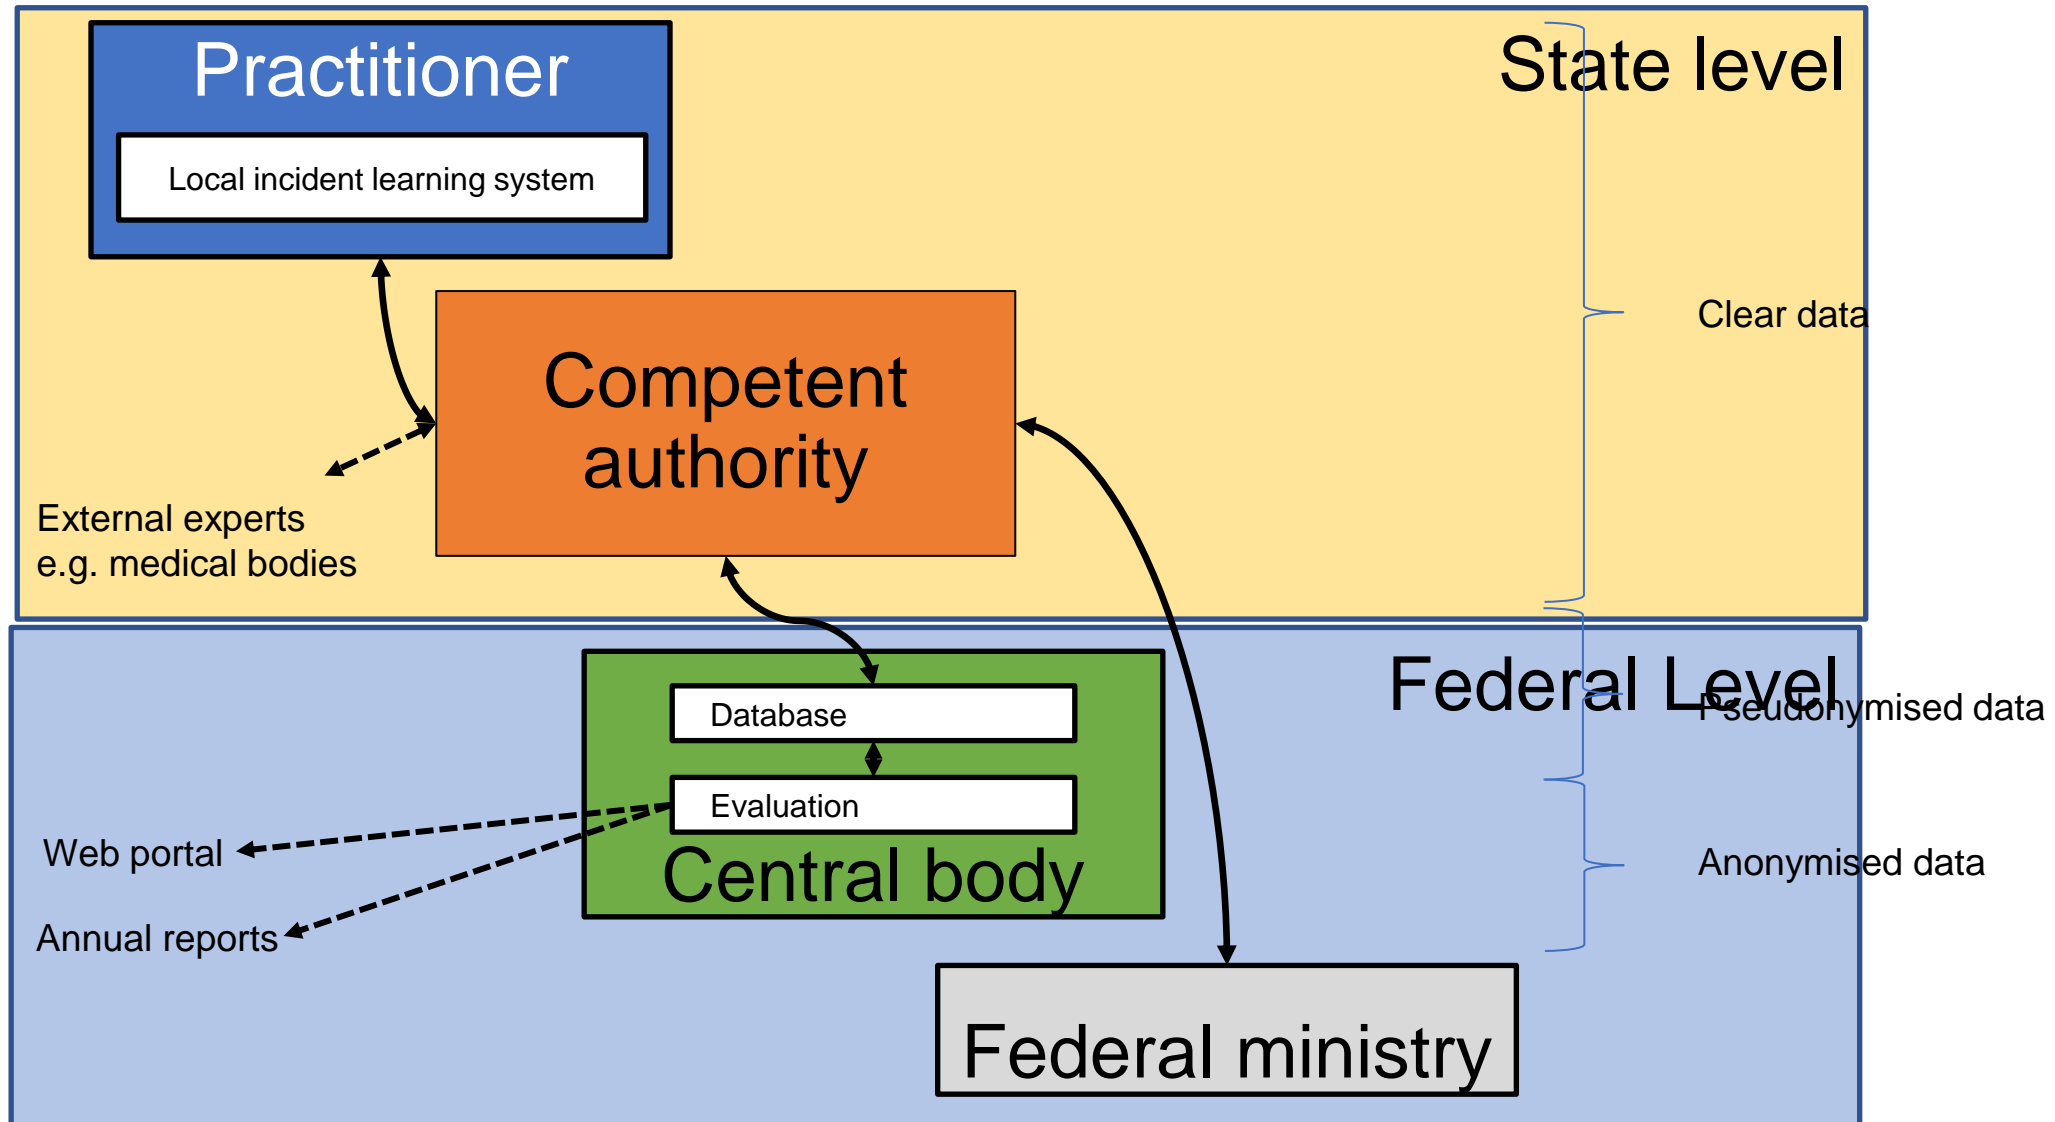 Practitioner
State level
Local incident learning system
Clear data
Competent
authority
External experts
e.g. medical bodies
Federal Level
Pseudonymised data
Database
Evaluation
Web portal
Central body
Anonymised data
Annual reports
Federal ministry